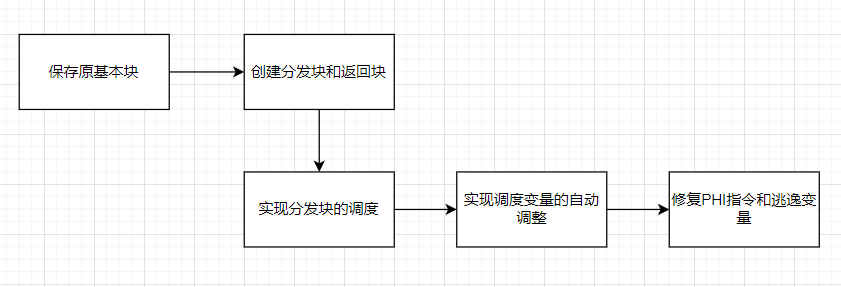 保存原基本块
创建分发块和返回块
实现分发块的调度
实现调度变量的自动
调整
修复PHI指令和逃逸变
量